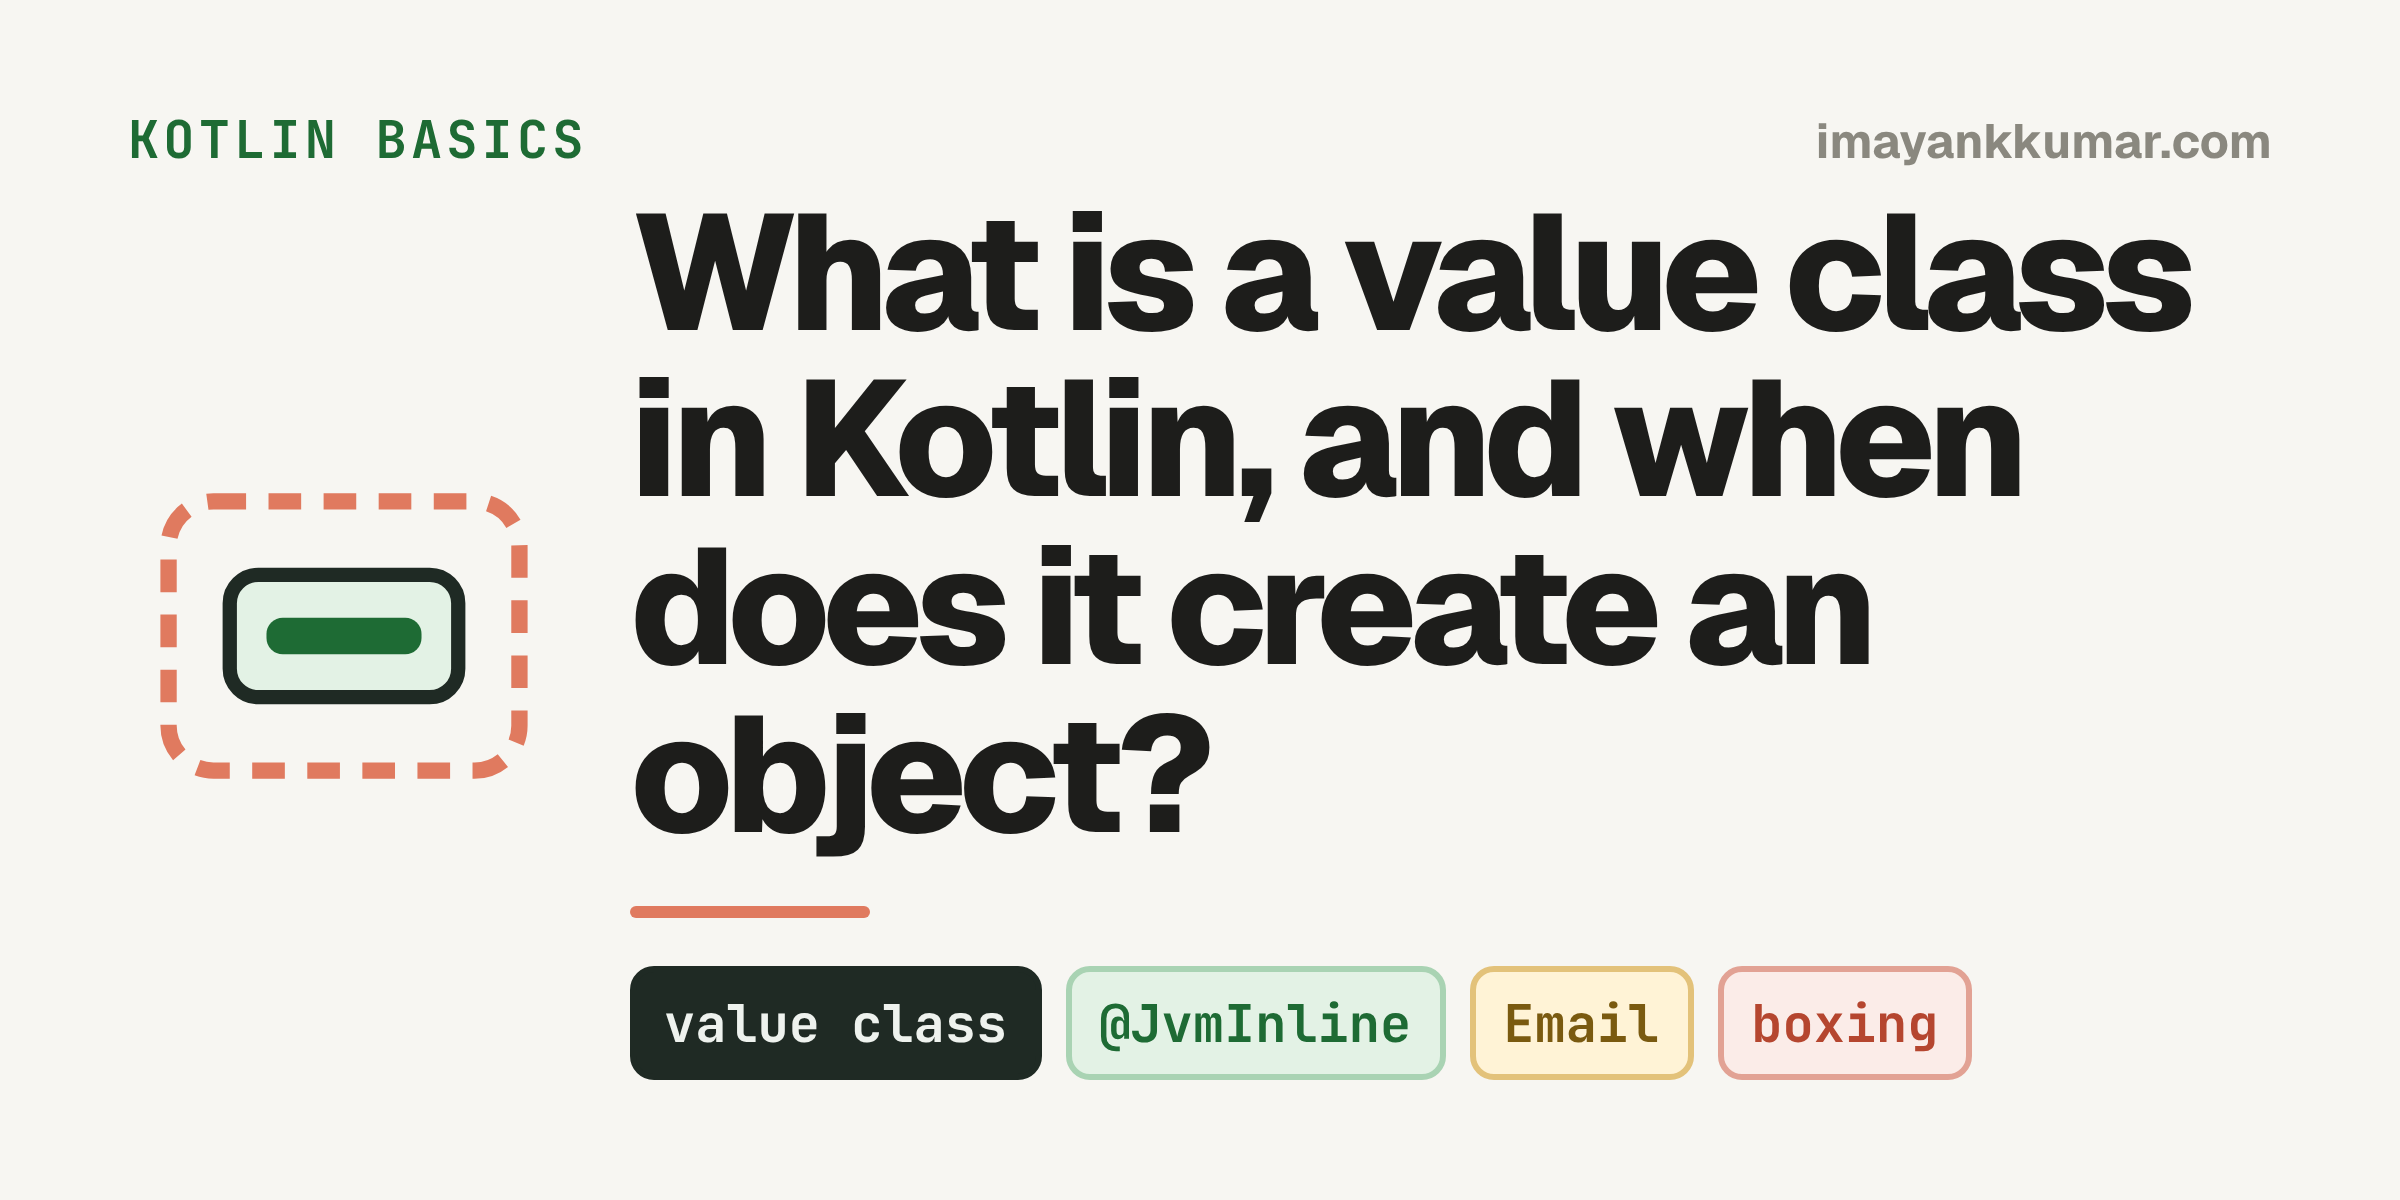 KOTLIN BASICS
imayankkumar.com
What is a value class
in Kotlin, and when
does it create an
object?
value class
@JvmInline
Email
boxing